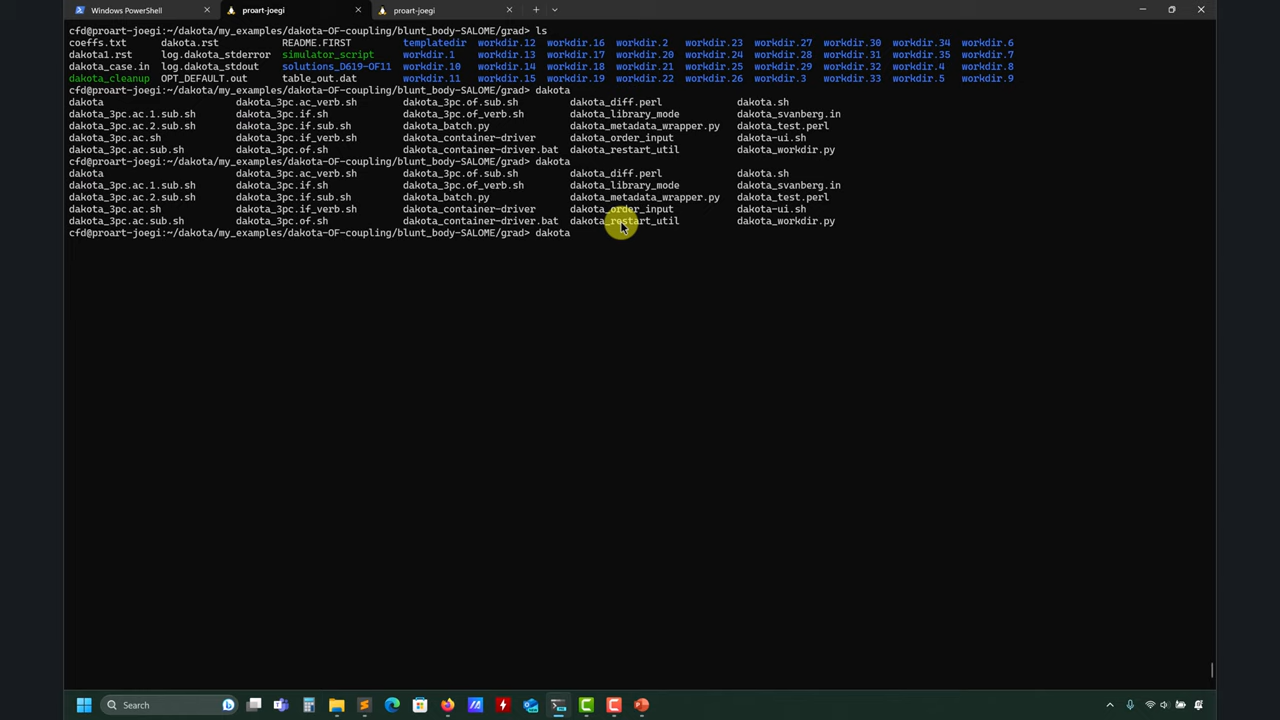 Windows PowerShell proart-joegi proart-joegi
cfd@proart-joegi:~/dakota/my_examples/dakota-OF-coupling/blunt_body-SALOME/grad> ls
coeffs.txt dakota.rst README.FIRST templatedir workdir.12 workdir.16 workdir.2 workdir.23 workdir.27 workdir.30 workdir.34 workdir.6
dakota1.rst log.dakota_stderror simulator_script workdir.1 workdir.13 workdir.17 workdir.20 workdir.24 workdir.28 workdir.31 workdir.35 workdir.7
dakota_case.in log.dakota_stdout solutions_D619-OF11 workdir.10 workdir.14 workdir.18 workdir.21 workdir.25 workdir.29 workdir.32 workdir.4 workdir.8
dakota_cleanup OPT_DEFAULT.out table_out.dat workdir.11 workdir.15 workdir.19 workdir.22 workdir.26 workdir.3 workdir.33 workdir.5 workdir.9
cfd@proart-joegi:~/dakota/my_examples/dakota-OF-coupling/blunt_body-SALOME/grad> dakota
dakota dakota_3pc.ac_verb.sh dakota_3pc.of.sub.sh dakota_diff.perl dakota.sh
dakota_3pc.ac.1.sub.sh dakota_3pc.if.sh dakota_3pc.of_verb.sh dakota_library_mode dakota_svanberg.in
dakota_3pc.ac.2.sub.sh dakota_3pc.if.sub.sh dakota_batch.py dakota_metadata_wrapper.py dakota_test.perl
dakota_3pc.ac.sh dakota_3pc.if_verb.sh dakota_container-driver dakota_order_input dakota-ui.sh
dakota_3pc.ac.sub.sh dakota_3pc.of.sh dakota_container-driver.bat dakota_restart_util dakota_workdir.py
cfd@proart-joegi:~/dakota/my_examples/dakota-OF-coupling/blunt_body-SALOME/grad> dakota
dakota dakota_3pc.ac_verb.sh dakota_3pc.of.sub.sh dakota_diff.perl dakota.sh
dakota_3pc.ac.1.sub.sh dakota_3pc.if.sh dakota_3pc.of_verb.sh dakota_library_mode dakota_svanberg.in
dakota_3pc.ac.2.sub.sh dakota_3pc.if.sub.sh dakota_batch.py dakota_metadata_wrapper.py dakota_test.perl
dakota_3pc.ac.sh dakota_3pc.if_verb.sh dakota_container-driver dakota_order_input dakota-ui.sh
dakota_3pc.ac.sub.sh dakota_3pc.of.sh dakota_container-driver.bat dakota_restart_util dakota_workdir.py
cfd@proart-joegi:~/dakota/my_examples/dakota-OF-coupling/blunt_body-SALOME/grad> dakota
Search